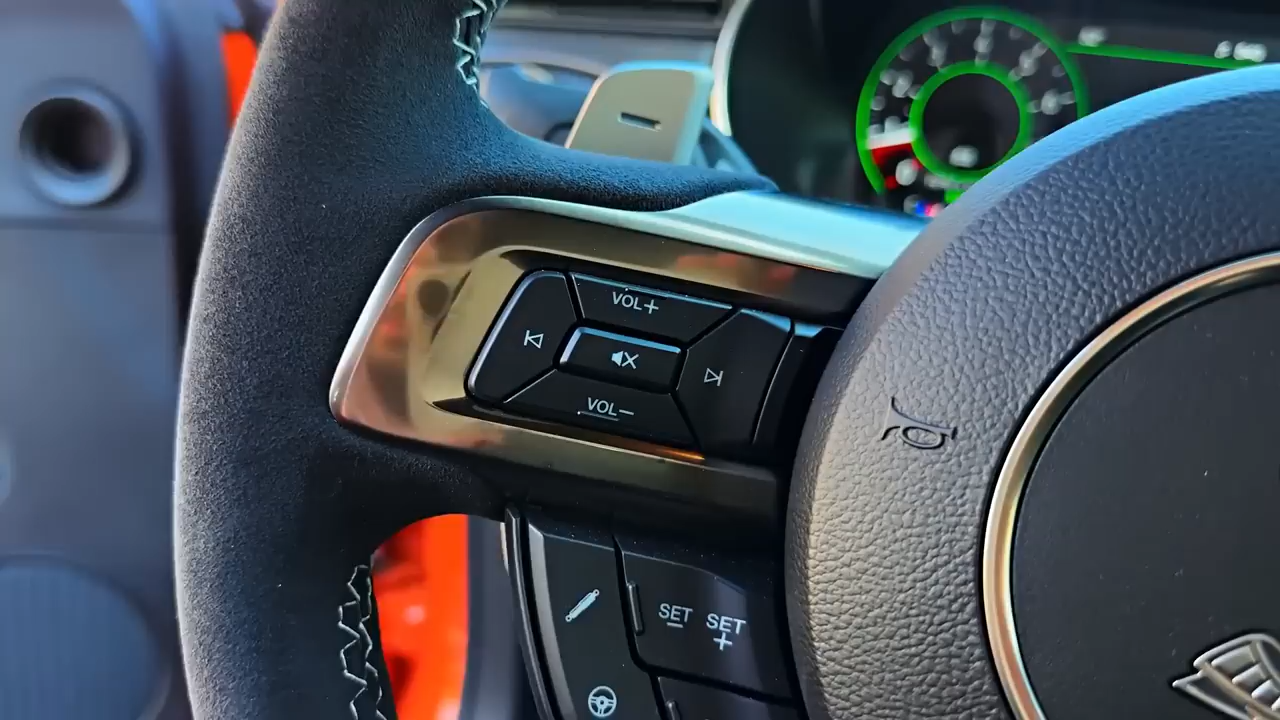 VOL+
VOL–
SET SET
– +